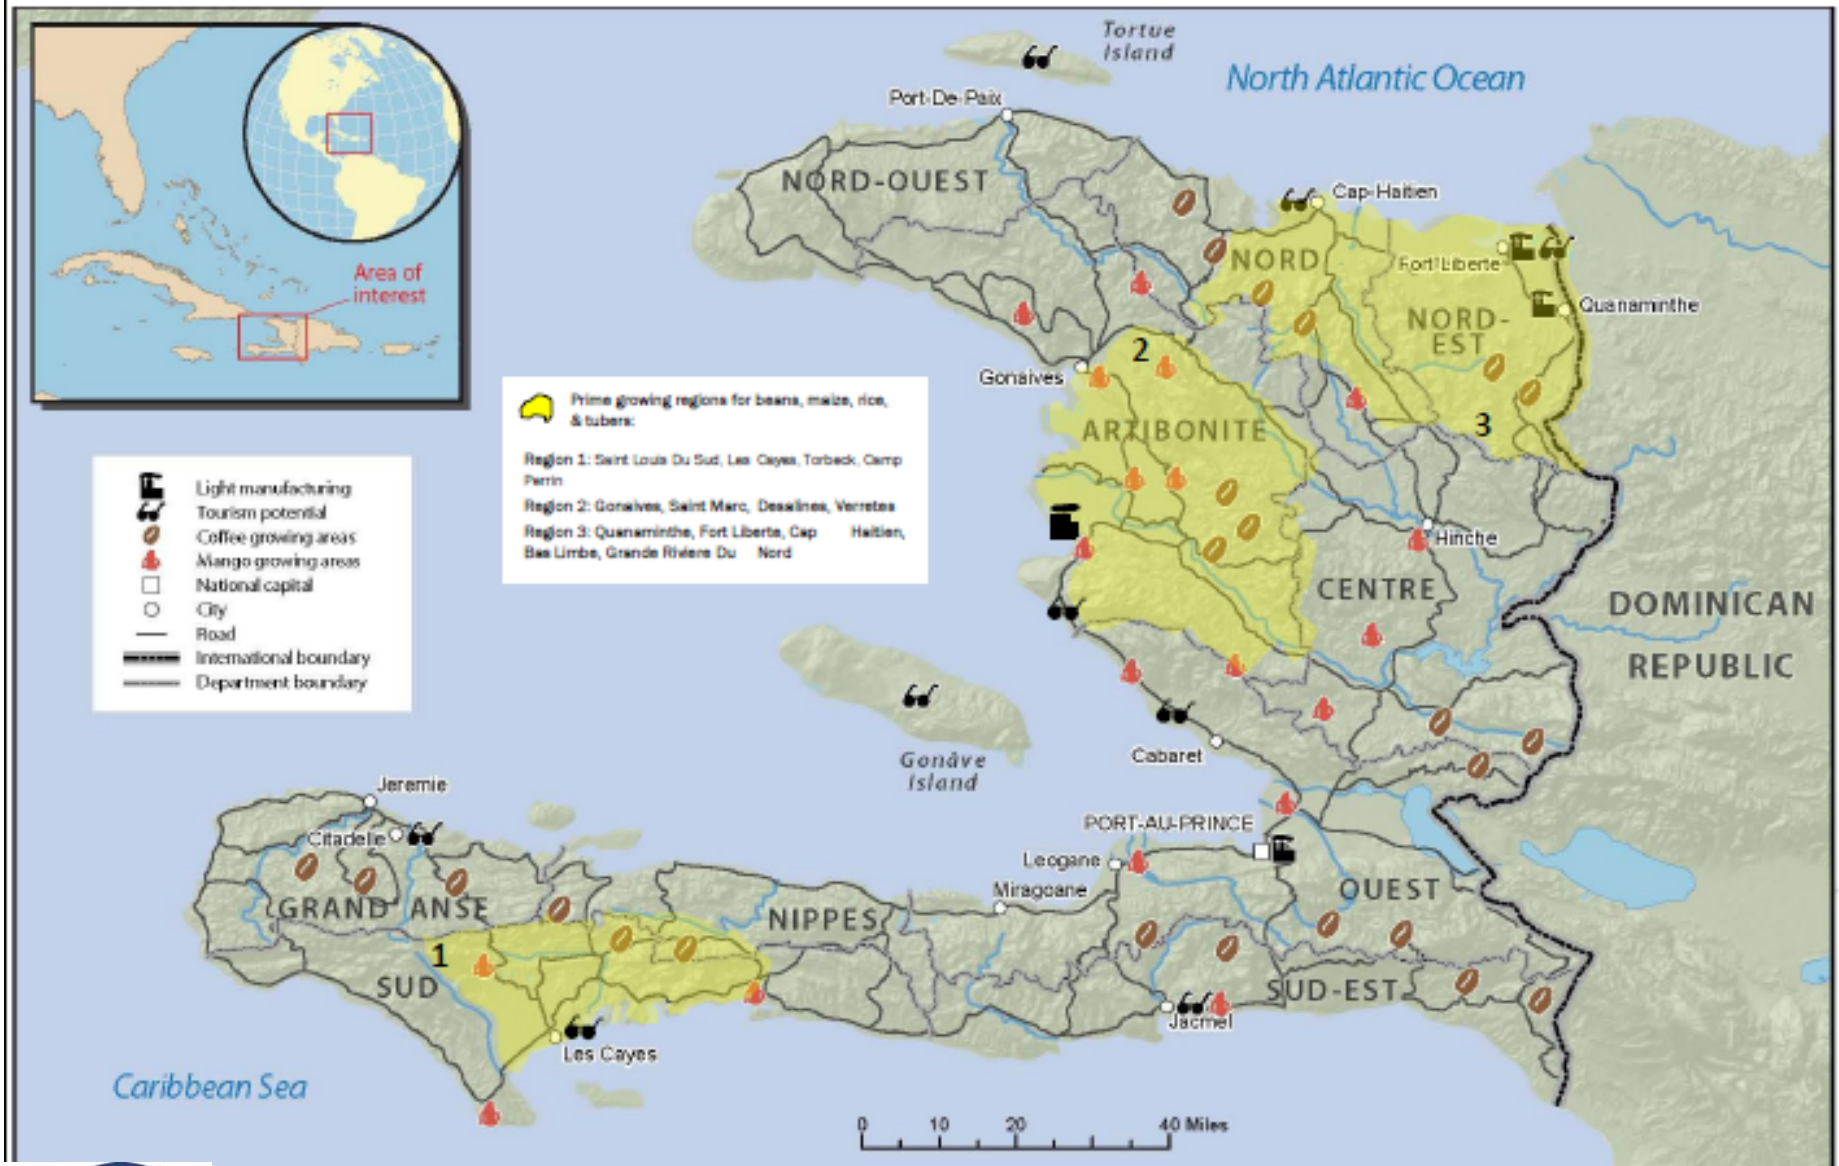 Tortue
Island
North Atlantic Ocean
Port-De-Paix
NORD-OUEST
Cap-Haitien
NORD
Fort-Liberte
Quanaminthe
NORD-
EST
Area of
interest
2
Gonaives
ARTIBONITE
3
Prime growing regions for beans, maize, rice,
& tubers:
Region 1: Saint Louis Du Sud, Les Cayes, Torbeck, Camp
Perrin
Region 2: Gonaives, Saint Marc, Dessalines, Verretes
Region 3: Quanaminthe, Fort Liberte, Cap Haitien,
Bas Limbe, Grande Riviere Du Nord
Light manufacturing
Tourism potential
Coffee growing areas
Mango growing areas
National capital
City
Road
International boundary
Department boundary
Hinche
CENTRE
DOMINICAN
REPUBLIC
Gonâve
Island
Cabaret
Jeremie
Citadelle
PORT-AU-PRINCE
Leogane
Miragoane
OUEST
GRAND ANSE
NIPPES
1
SUD
SUD-EST
Jacmel
Les Cayes
Caribbean Sea
0 10 20 40 Miles